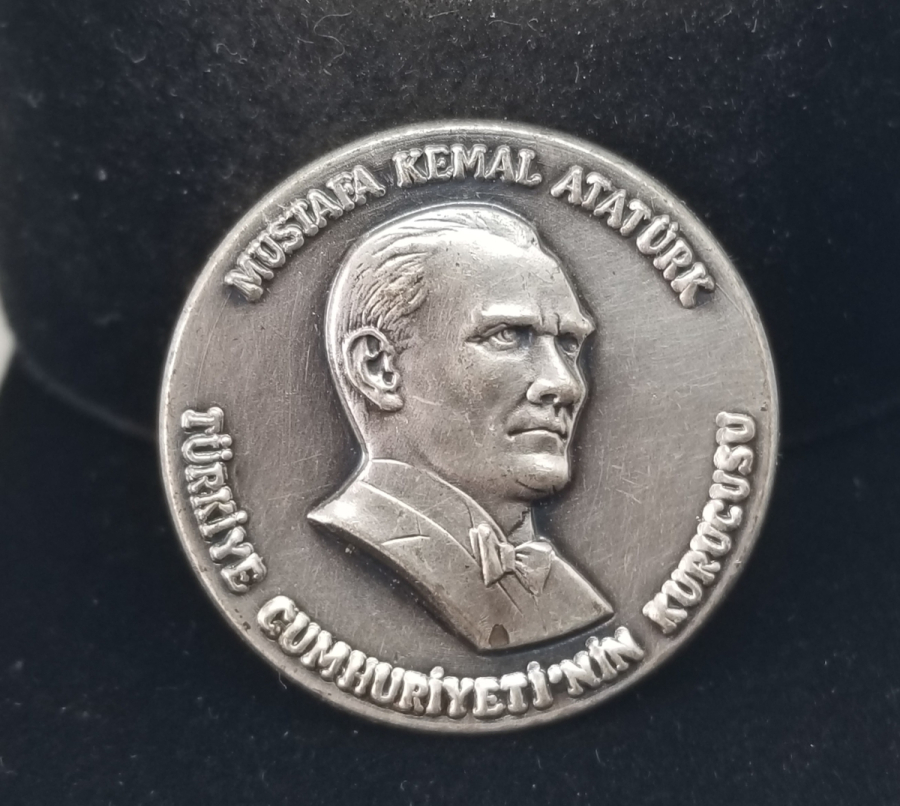 MUSTAFA KEMAL ATATÜRK
TÜRKİYE CUMHURİYETİ'NİN KURUCUSU